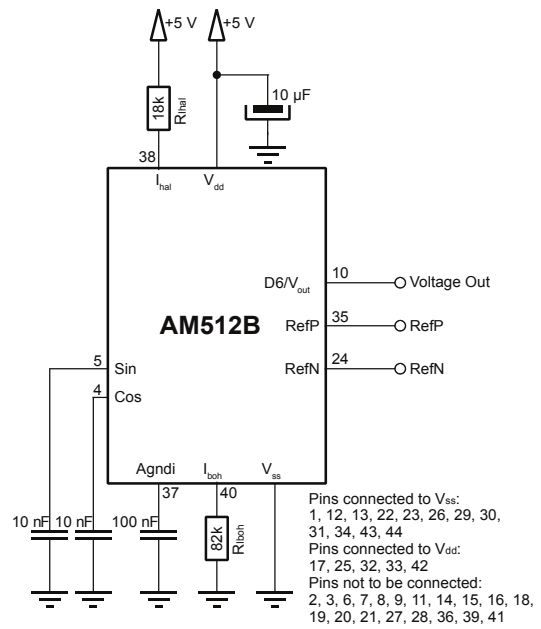 +5 V
+5 V
10 µF
18k
RIhal
38
Ihal
Vdd
D6/Vout
10
Voltage Out
AM512B
RefP
35
RefP
RefN
24
RefN
5
Sin
4
Cos
Agndi
Iboh
Vss
37
40
10 nF
10 nF
100 nF
82k
RIboh
Pins connected to Vss:
1, 12, 13, 22, 23, 26, 29, 30,
31, 34, 43, 44
Pins connected to Vdd:
17, 25, 32, 33, 42
Pins not to be connected:
2, 3, 6, 7, 8, 9, 11, 14, 15, 16, 18,
19, 20, 21, 27, 28, 36, 39, 41